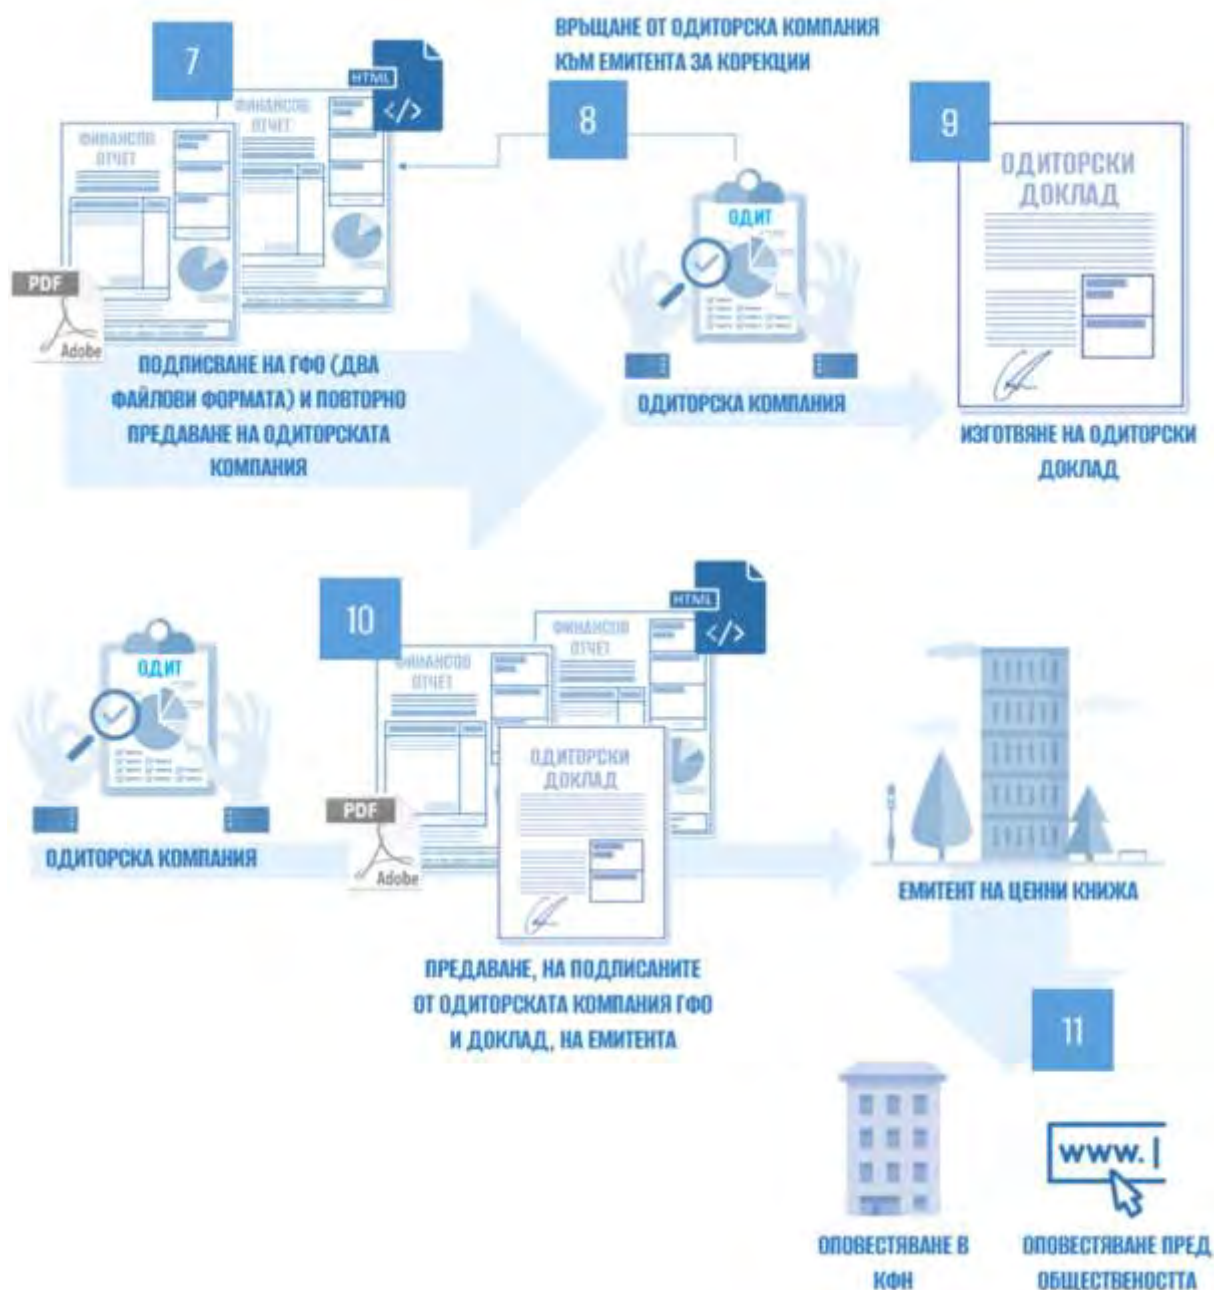 7
HTML
</>
ФИНАНСОВ
ОТЧЕТ
ФИНАНСОВ
ОТЧЕТ
PDF
Adobe
ПОДПИСВАНЕ НА ГФО (ДВА
ФАЙЛОВИ ФОРМАТА) И ПОВТОРНО
ПРЕДАВАНЕ НА ОДИТОРСКАТА
КОМПАНИЯ
ВРЪЩАНЕ ОТ ОДИТОРСКА КОМПАНИЯ
КЪМ ЕМИТЕНТА ЗА КОРЕКЦИИ
8
ОДИТ
ОДИТОРСКА КОМПАНИЯ
9
ОДИТОРСКИ
ДОКЛАД
ИЗГОТВЯНЕ НА ОДИТОРСКИ
ДОКЛАД
ОДИТ
ОДИТОРСКА КОМПАНИЯ
10
HTML
</>
ФИНАНСОВ
ОТЧЕТ
ФИНАНСОВ
ОТЧЕТ
ОДИТОРСКИ
ДОКЛАД
PDF
Adobe
ПРЕДАВАНЕ, НА ПОДПИСАНИТЕ
ОТ ОДИТОРСКАТА КОМПАНИЯ ГФО
И ДОКЛАД, НА ЕМИТЕНТА
ЕМИТЕНТ НА ЦЕННИ КНИЖА
11
www.
ОПОВЕСТЯВАНЕ В
КФН
ОПОВЕСТЯВАНЕ ПРЕД
ОБЩЕСТВЕНОСТТА